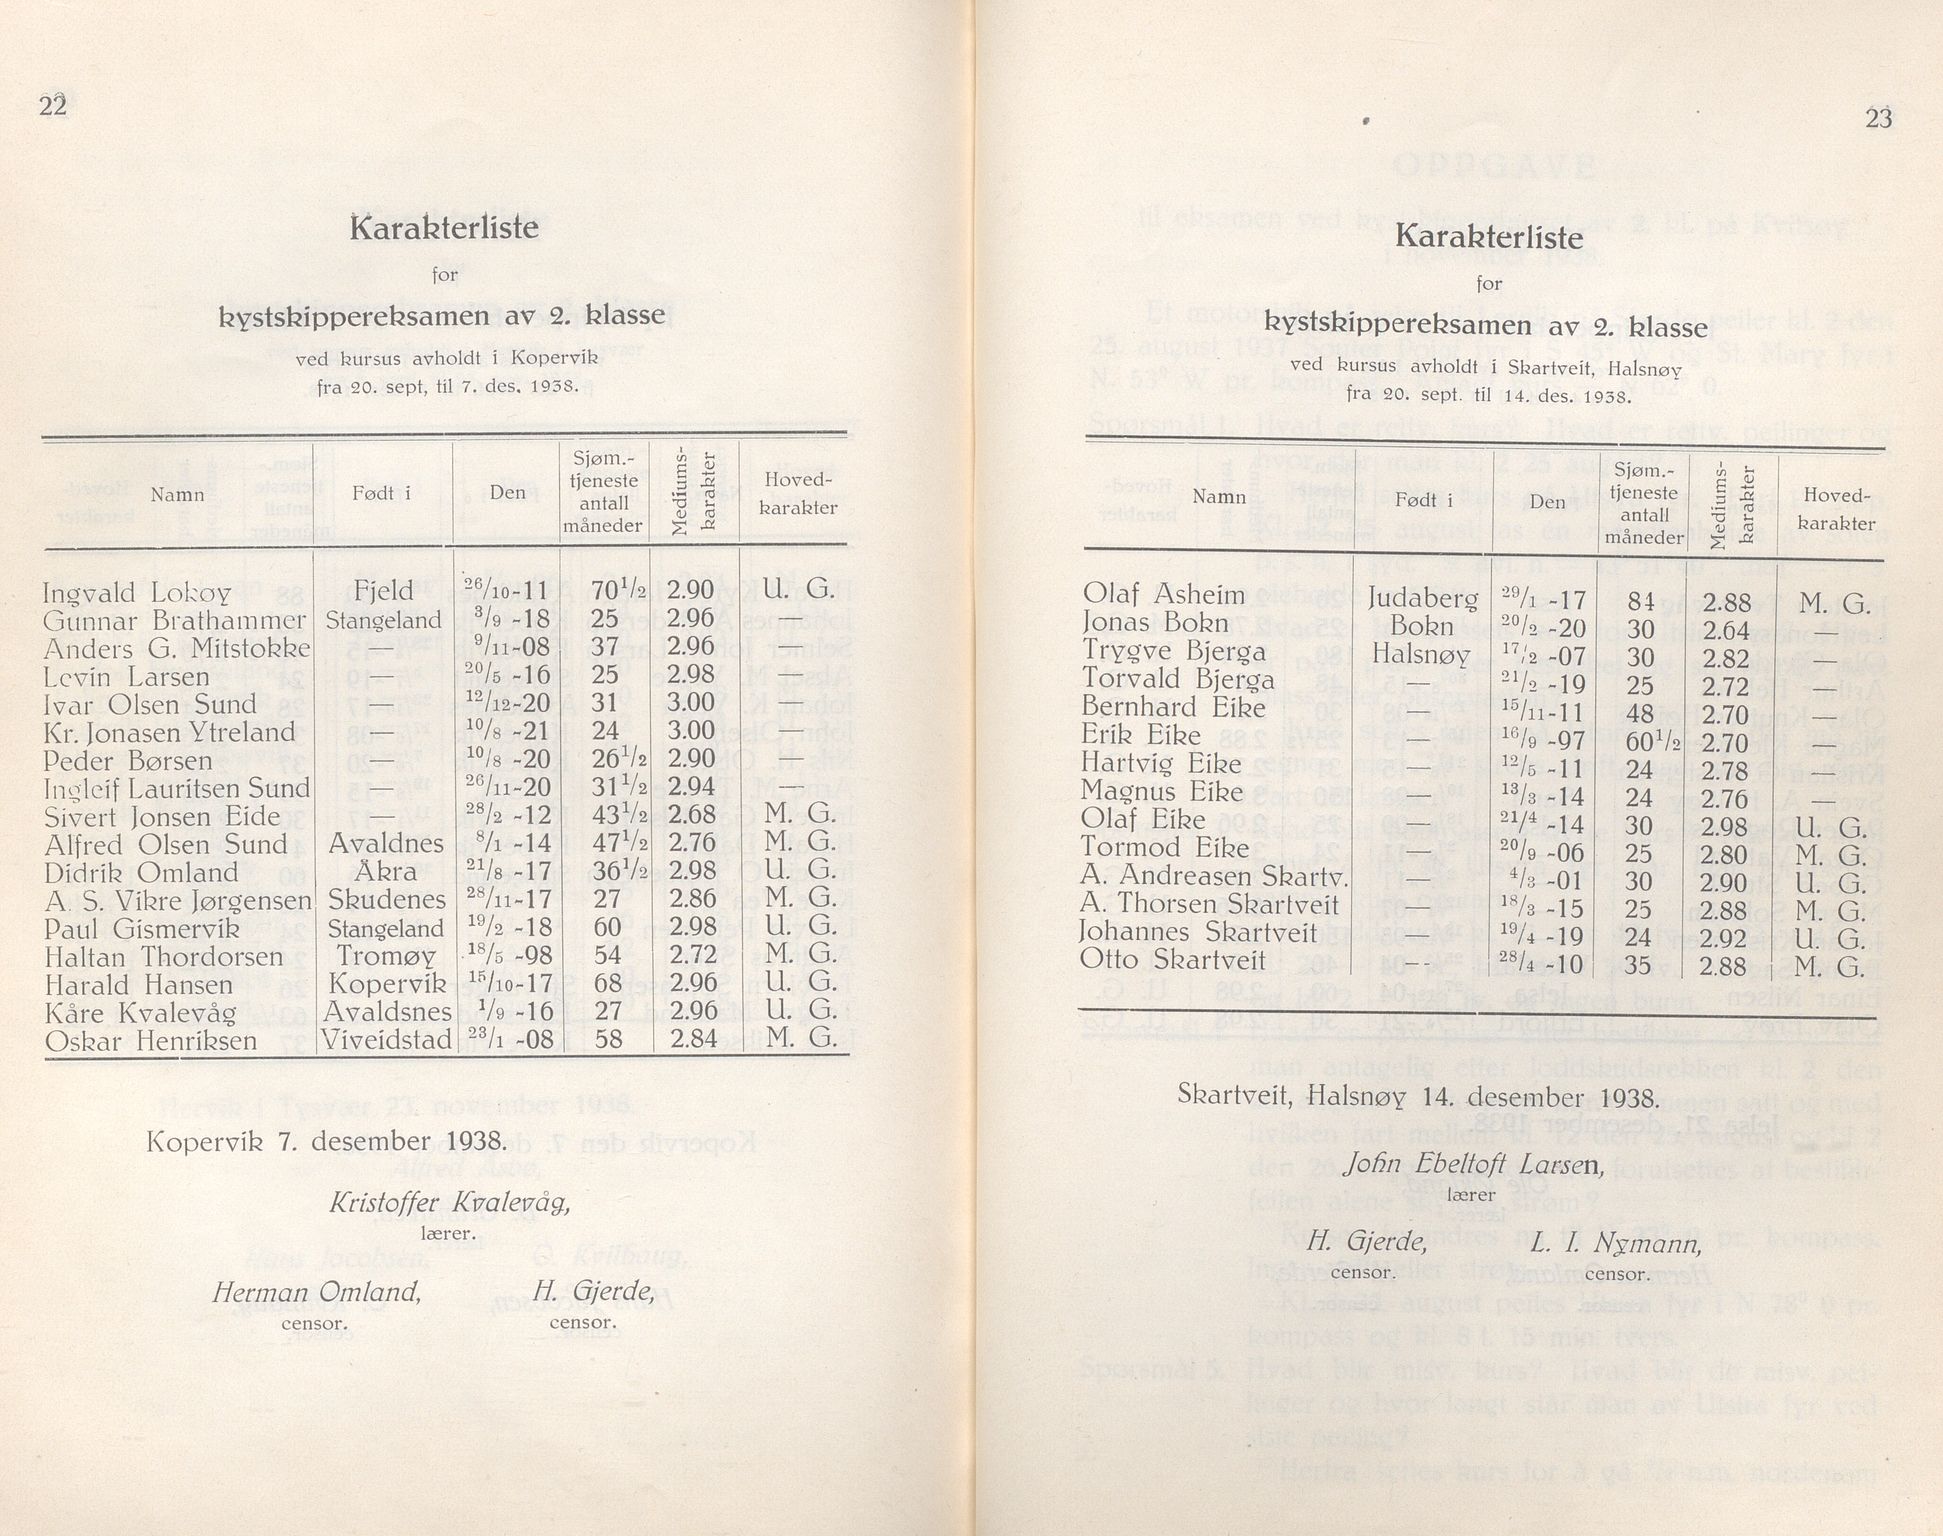 22
Karakterliste
for
kystskippereksamen av 2. klasse
ved kursus avholdt i Kopervik
fra 20. sept, til 7. des. 1938.
Namn Født i Den Sjøm.-tjeneste antall måneder Mediums-karakter Hoved-karakter
Ingvald Lokøy Fjeld 26/10-11 70 1/2 2.90 U. G.
Gunnar Brathammer Stangeland 3/9 -18 25 2.96 —
Anders G. Mitstokke — 9/11-08 37 2.96 —
Levin Larsen — 20/5 -16 25 2.98 —
Ivar Olsen Sund — 12/12-20 31 3.00 —
Kr. Jonasen Ytreland — 10/8 -21 24 3.00 —
Peder Børsen — 10/8 -20 26 1/2 2.90 —
Ingleif Lauritsen Sund — 26/11-20 31 1/2 2.94 —
Sivert Jonsen Eide — 28/2 -12 43 1/2 2.68 M. G.
Alfred Olsen Sund Avaldnes 8/1 -14 47 1/2 2.76 M. G.
Didrik Omland Åkra 21/8 -17 36 1/2 2.98 U. G.
A. S. Vikre Jørgensen Skudenes 28/11-17 27 2.86 M. G.
Paul Gismervik Stangeland 19/2 -18 60 2.98 U. G.
Haltan Thordorsen Tromøy 18/5 -98 54 2.72 M. G.
Harald Hansen Kopervik 15/10-17 68 2.96 U. G.
Kåre Kvalevåg Avaldsnes 1/9 -16 27 2.96 U. G.
Oskar Henriksen Viveidstad 23/1 -08 58 2.84 M. G.
Kopervik 7. desember 1938.
Kristoffer Kvalevåg,
lærer.
Herman Omland, H. Gjerde,
censor. censor.
23
Karakterliste
for
kystskippereksamen av 2. klasse
ved kursus avholdt i Skartveit, Halsnøy
fra 20. sept. til 14. des. 1938.
Namn Født i Den Sjøm.-tjeneste antall måneder Mediums-karakter Hoved-karakter
Olaf Asheim Judaberg 29/1 -17 84 2.88 M. G.
Jonas Bokn Bokn 20/2 -20 30 2.64 —
Trygve Bjerga Halsnøy 17/2 -07 30 2.82 —
Torvald Bjerga — 21/2 -19 25 2.72 —
Bernhard Eike — 15/11-11 48 2.70 —
Erik Eike — 16/9 -97 60 1/2 2.70 —
Hartvig Eike — 12/5 -11 24 2.78 —
Magnus Eike — 13/3 -14 24 2.76 —
Olaf Eike — 21/4 -14 30 2.98 U. G.
Tormod Eike — 20/9 -06 25 2.80 M. G.
A. Andreasen Skartv. — 4/3 -01 30 2.90 U. G.
A. Thorsen Skartveit — 18/3 -15 25 2.88 M. G.
Johannes Skartveit — 19/4 -19 24 2.92 U. G.
Otto Skartveit — 28/4 -10 35 2.88 M. G.
Skartveit, Halsnøy 14. desember 1938.
John Ebeltoft Larsen,
lærer
H. Gjerde, L. I. Nymann,
censor. censor.